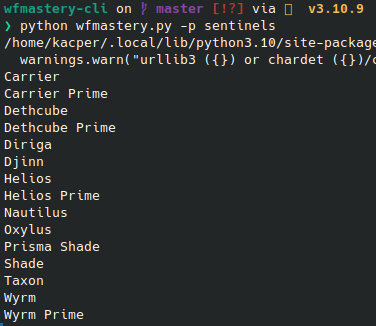 wfmastery-cli on master [!?] via v3.10.9
❯ python wfmastery.py -p sentinels
/home/kacper/.local/lib/python3.10/site-package
warnings.warn("urllib3 ({}) or chardet ({})/c
Carrier
Carrier Prime
Dethcube
Dethcube Prime
Diriga
Djinn
Helios
Helios Prime
Nautilus
Oxylus
Prisma Shade
Shade
Taxon
Wyrm
Wyrm Prime